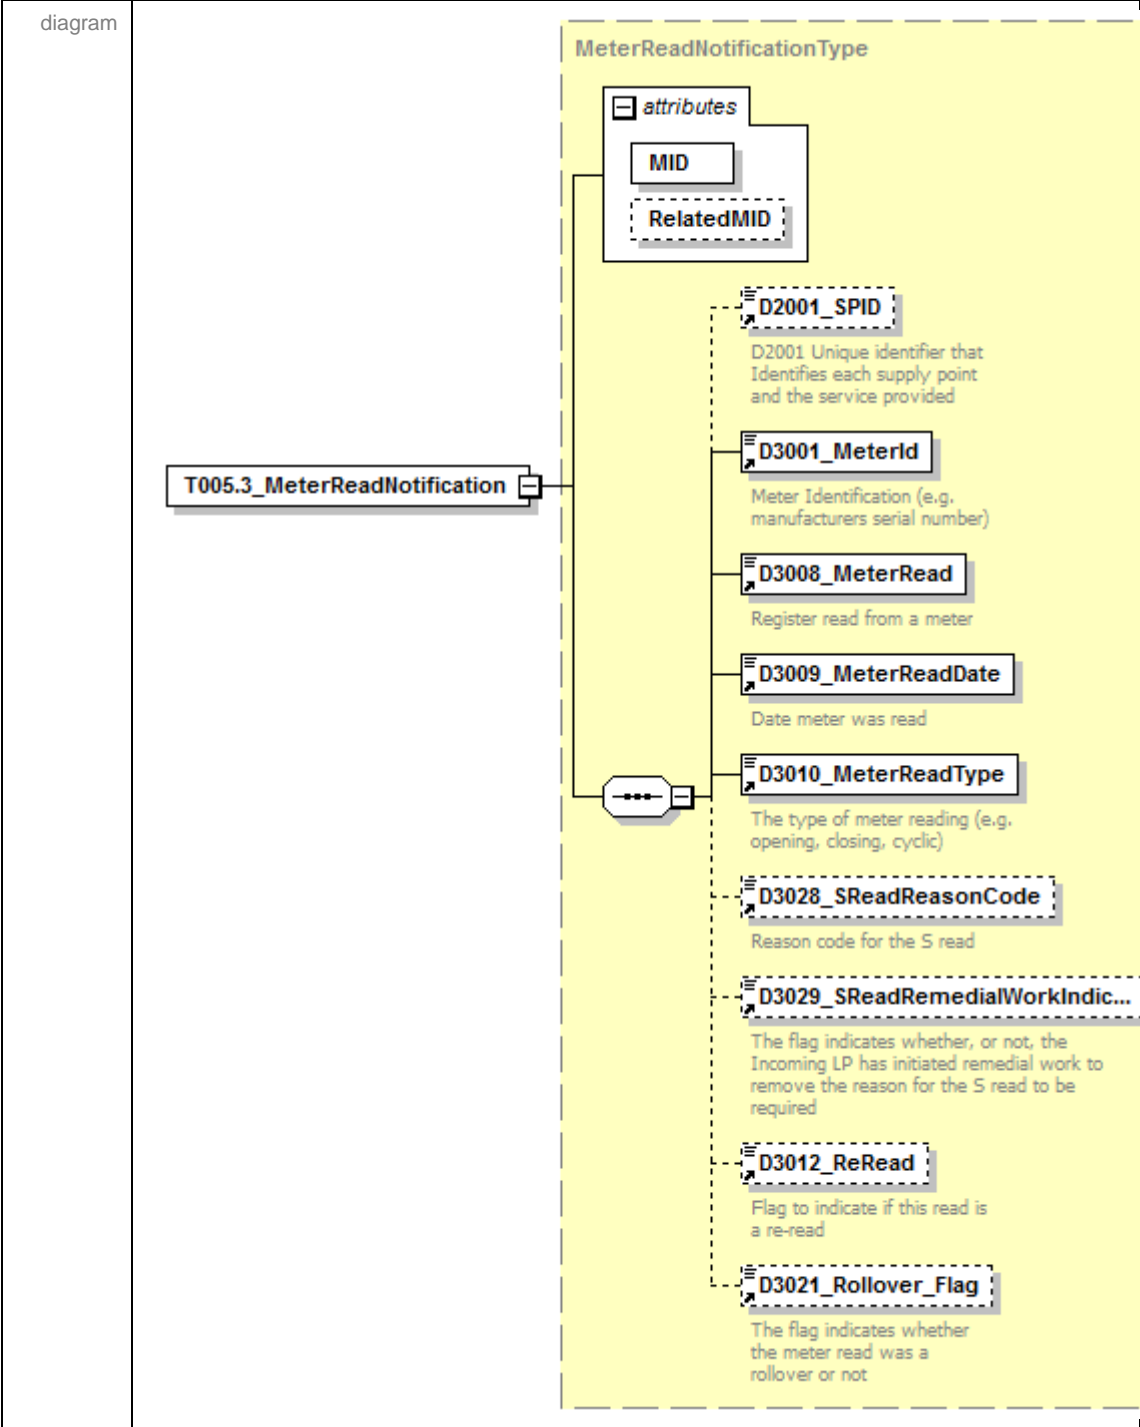 diagram
MeterReadNotificationType
attributes
MID
RelatedMID
D2001_SPID
D2001 Unique identifier that
Identifies each supply point
and the service provided
D3001_MeterId
Meter Identification (e.g.
manufacturers serial number)
T005.3_MeterReadNotification
D3008_MeterRead
Register read from a meter
D3009_MeterReadDate
Date meter was read
D3010_MeterReadType
The type of meter reading (e.g.
opening, closing, cyclic)
D3028_SReadReasonCode
Reason code for the S read
D3029_SReadRemedialWorkIndic...
The flag indicates whether, or not, the
Incoming LP has initiated remedial work to
remove the reason for the S read to be
required
D3012_ReRead
Flag to indicate if this read is
a re-read
D3021_Rollover_Flag
The flag indicates whether
the meter read was a
rollover or not